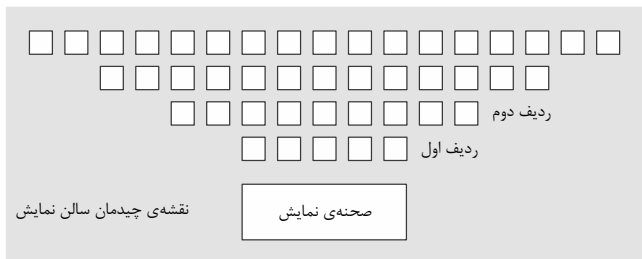 ردیف دوم
ردیف اول
صحنه‌ی نمایش
نقشه‌ی چیدمان سالن نمایش